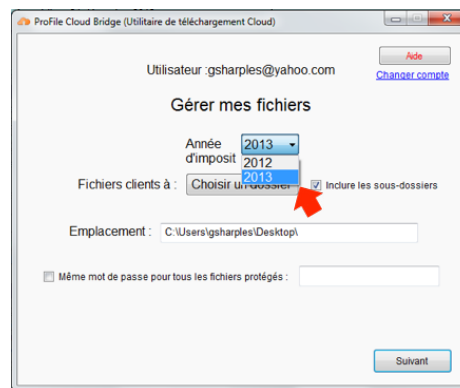 ProFile Cloud Bridge (Utilitaire de téléchargement Cloud)
Aide
Utilisateur :gsharples@yahoo.com
Changer compte
Gérer mes fichiers
Année d'imposit
2013
2012
2013
Fichiers clients à : Choisir un dossier Inclure les sous-dossiers
Emplacement : C:\Users\gsharples\Desktop\
Même mot de passe pour tous les fichiers protégés :
Suivant